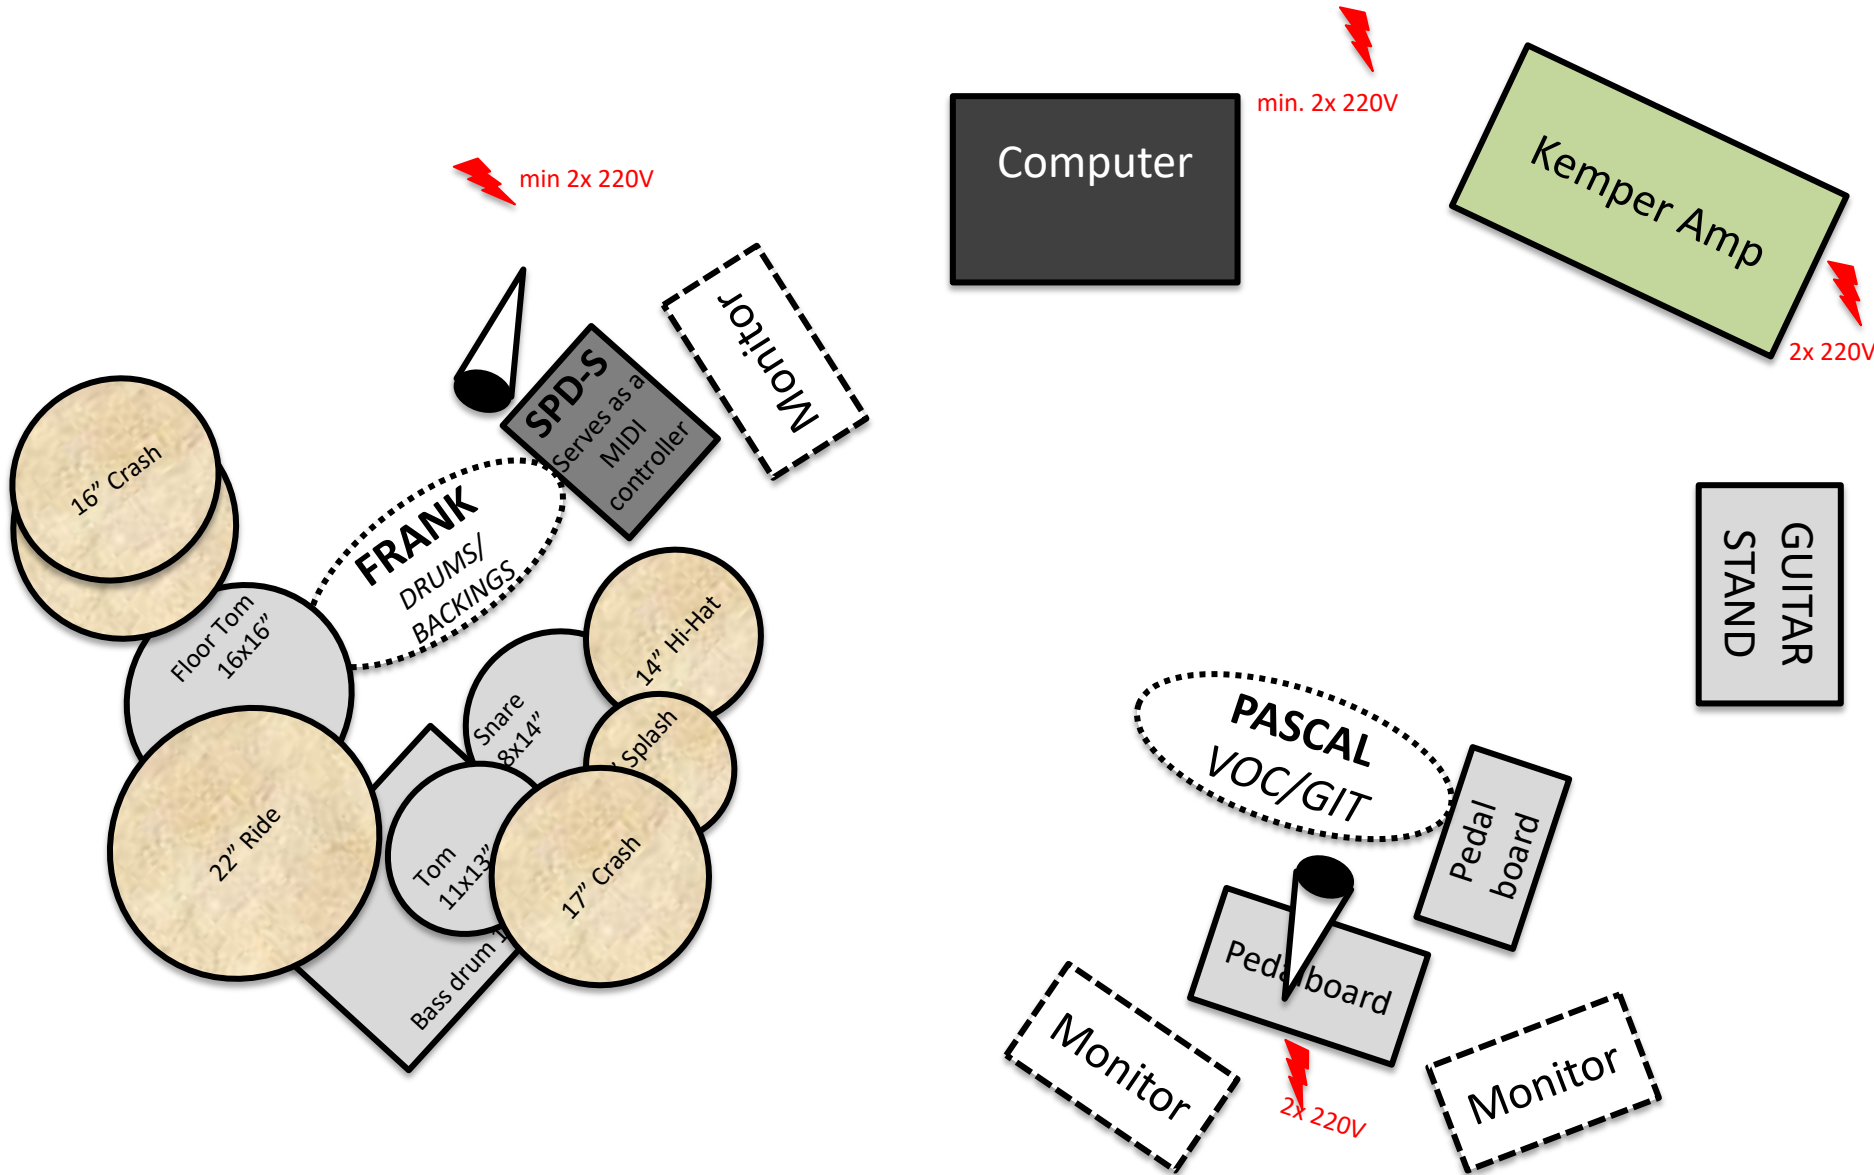 min. 2x 220V
Computer
Kemper Amp
2x 220V
min 2x 220V
Monitor
SPD-S
Serves as a
MIDI
controller
16” Crash
FRANK
DRUMS/
BACKINGS
Floor Tom
16x16”
14” Hi-Hat
Snare
8x14”
” Splash
22” Ride
Tom
11x13”
17” Crash
Bass drum
GUITAR
STAND
PASCAL
VOC/GIT
Pedal
board
Pedalboard
Monitor
2x 220V
Monitor